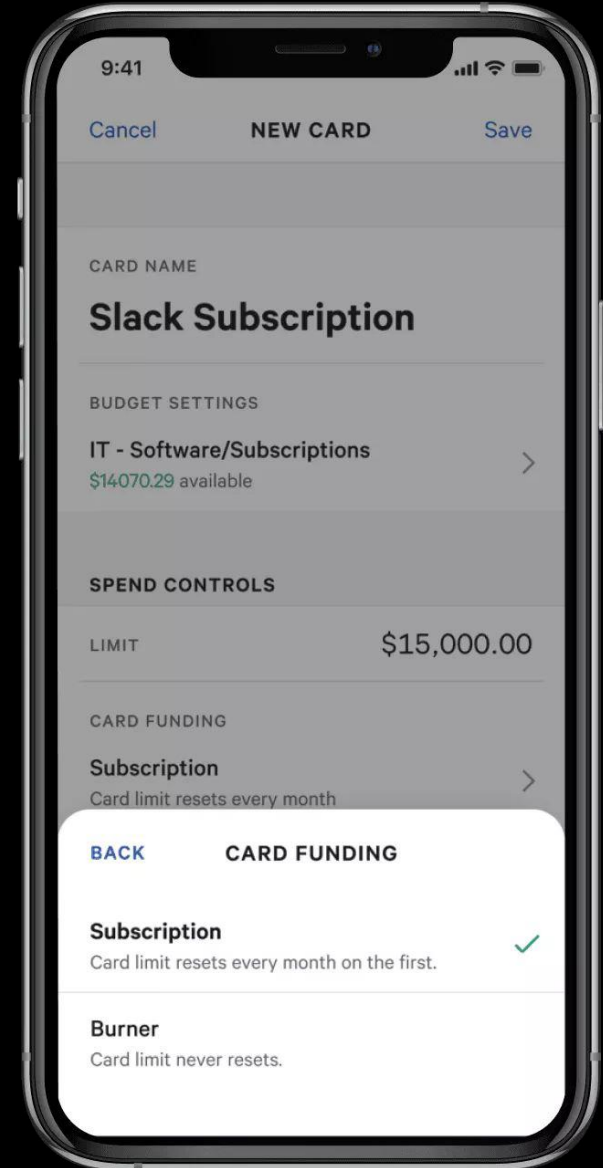 9:41
Cancel NEW CARD Save
CARD NAME
Slack Subscription
BUDGET SETTINGS
IT - Software/Subscriptions
$14070.29 available
SPEND CONTROLS
LIMIT $15,000.00
CARD FUNDING
Subscription
Card limit resets every month
BACK CARD FUNDING
Subscription
Card limit resets every month on the first.
Burner
Card limit never resets.